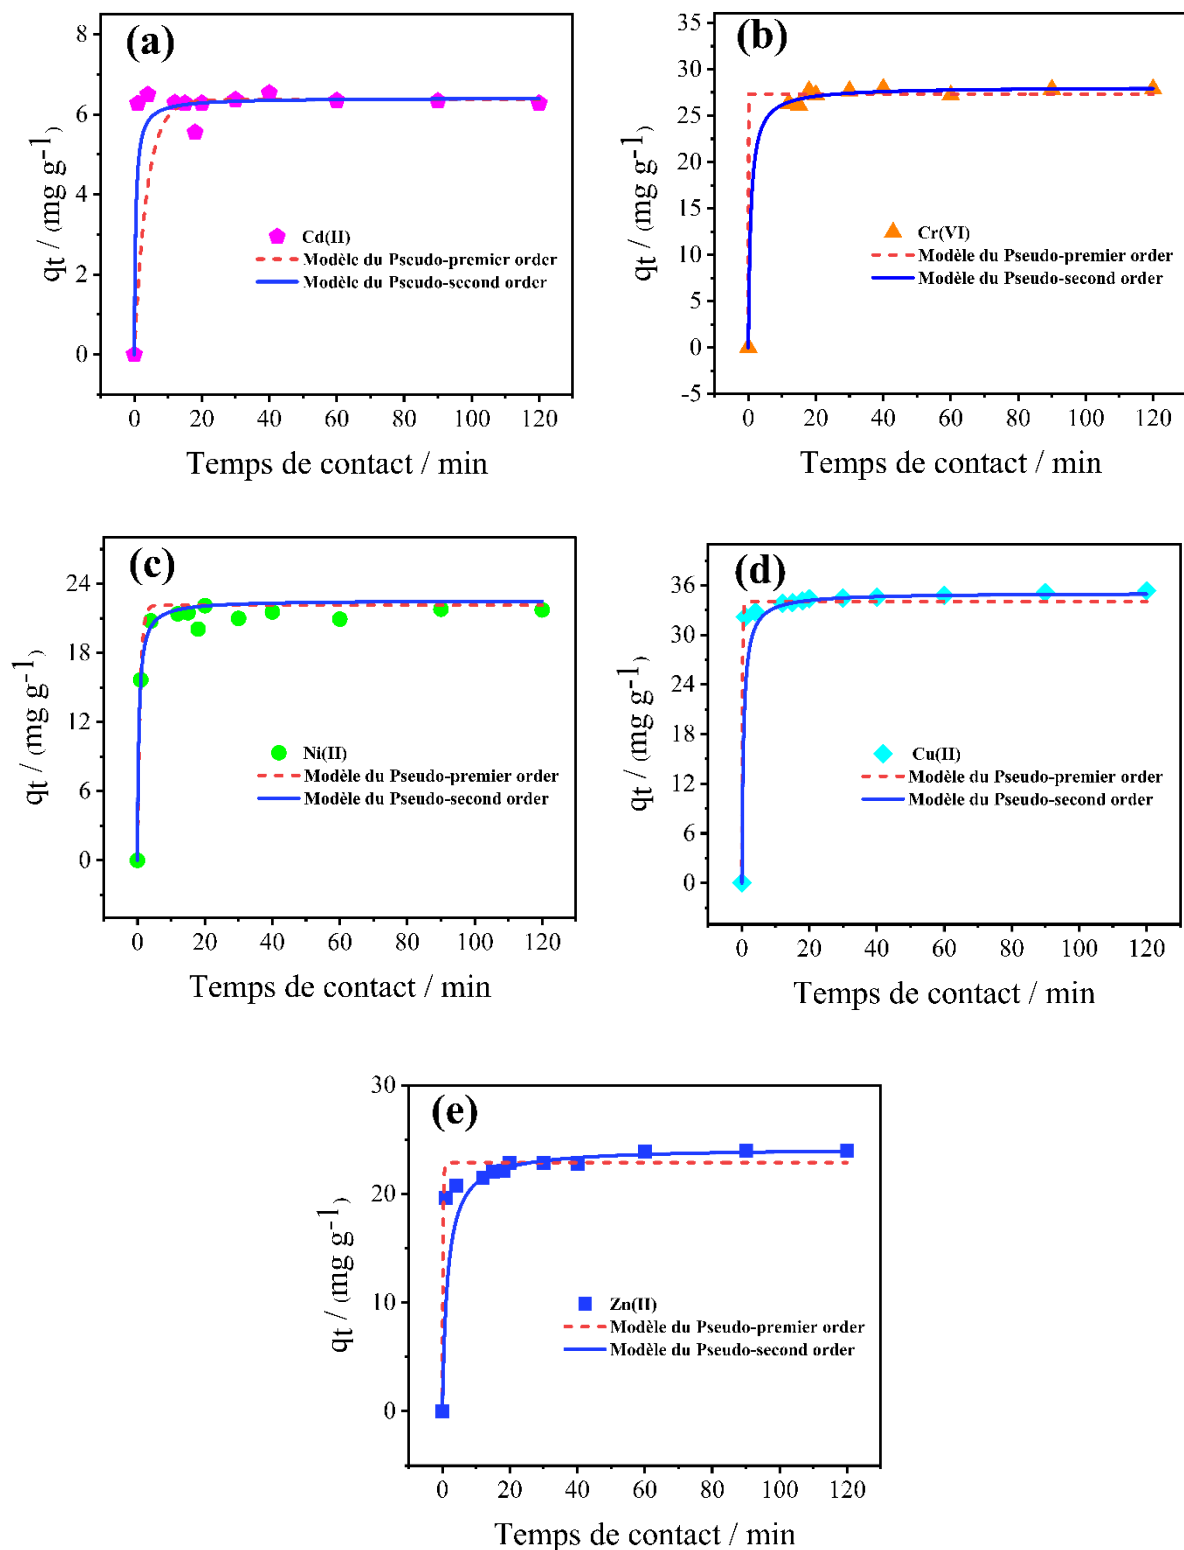 (a)
8
6
4
2
0
qt / (mg g-1)
Cd(II)
Modèle du Pseudo-premier order
Modèle du Pseudo-second order
0 20 40 60 80 100 120
Temps de contact / min
(b)
35
30
25
20
15
10
5
0
-5
qt / (mg g-1)
Cr(VI)
Modèle du Pseudo-premier order
Modèle du Pseudo-second order
0 20 40 60 80 100 120
Temps de contact / min
(c)
24
18
12
6
0
qt / (mg g-1)
Ni(II)
Modèle du Pseudo-premier order
Modèle du Pseudo-second order
0 20 40 60 80 100 120
Temps de contact / min
(d)
36
30
24
18
12
6
0
qt / (mg g-1)
Cu(II)
Modèle du Pseudo-premier order
Modèle du Pseudo-second order
0 20 40 60 80 100 120
Temps de contact / min
(e)
30
20
10
0
qt / (mg g-1)
Zn(II)
Modèle du Pseudo-premier order
Modèle du Pseudo-second order
0 20 40 60 80 100 120
Temps de contact / min